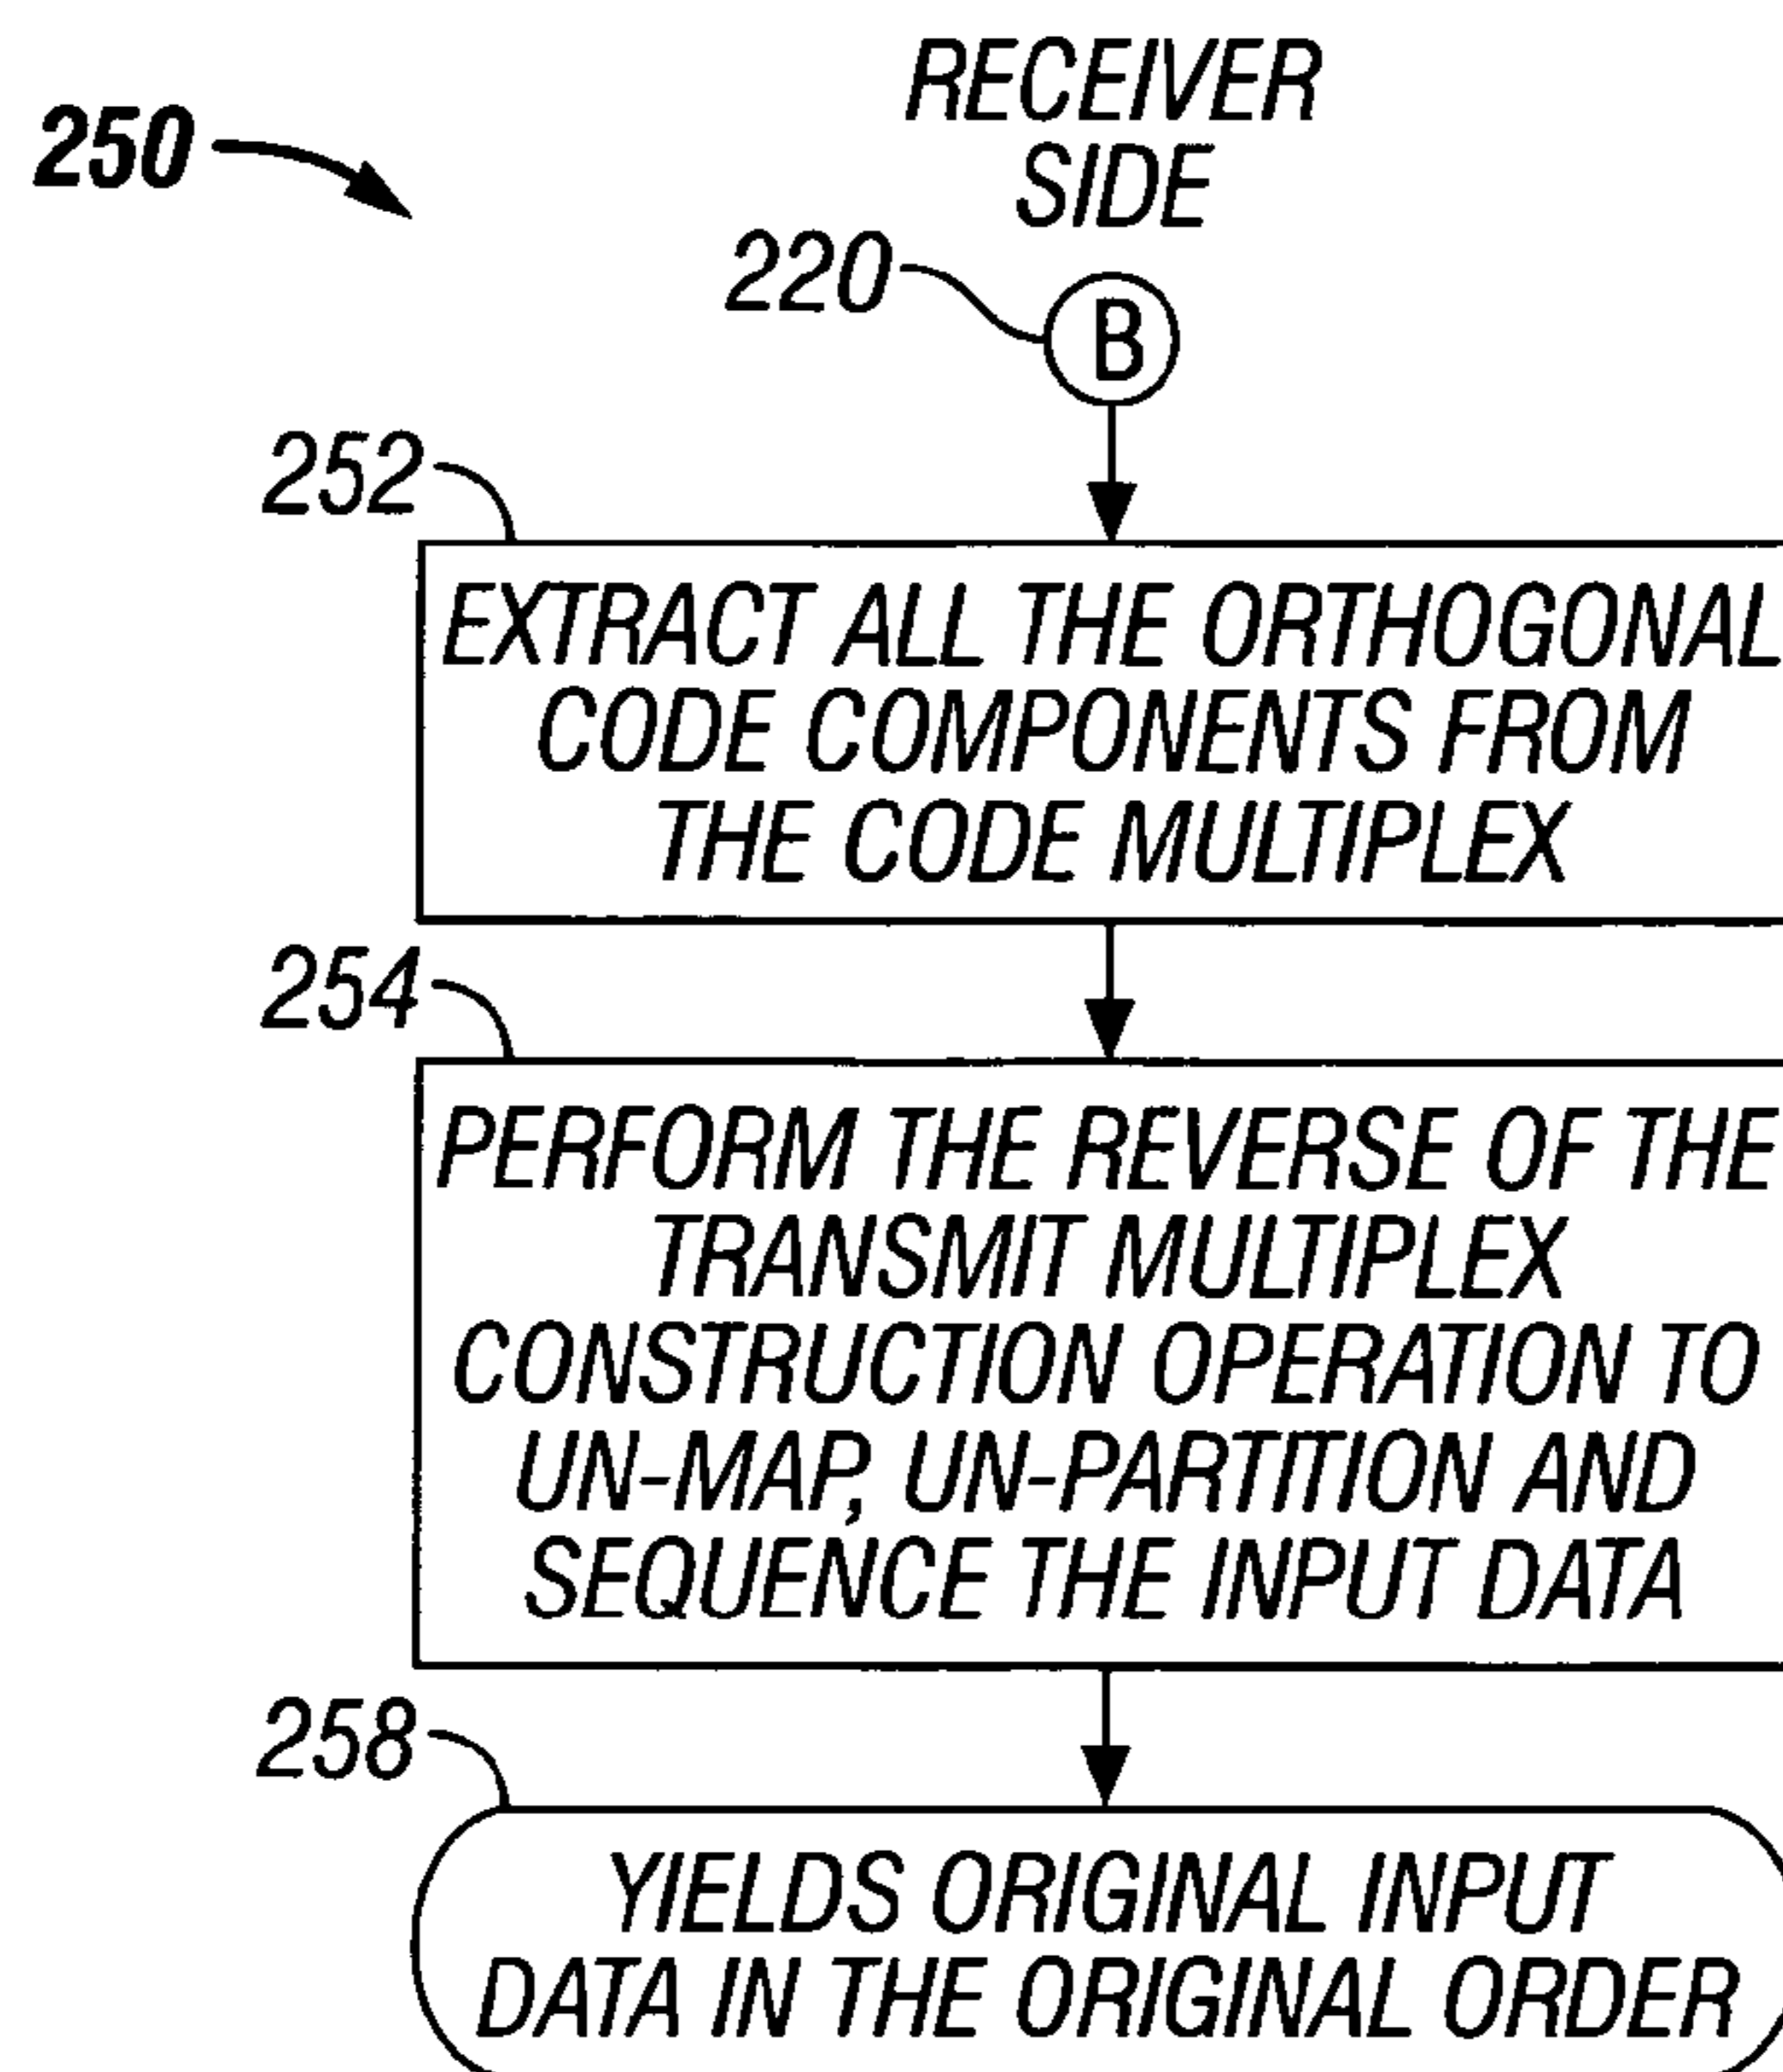 RECEIVER
SIDE
250
220
B
252
EXTRACT ALL THE ORTHOGONAL
CODE COMPONENTS FROM
THE CODE MULTIPLEX
254
PERFORM THE REVERSE OF THE
TRANSMIT MULTIPLEX
CONSTRUCTION OPERATION TO
UN-MAP, UN-PARTITION AND
SEQUENCE THE INPUT DATA
258
YIELDS ORIGINAL INPUT
DATA IN THE ORIGINAL ORDER